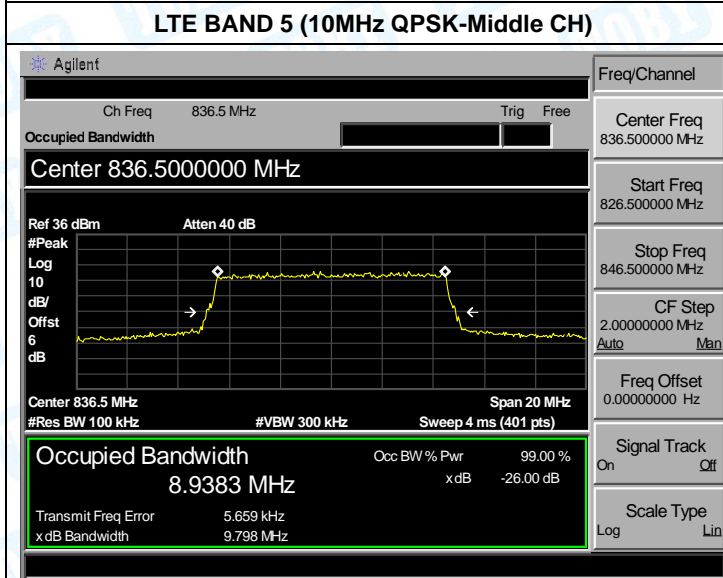 LTE BAND 5 (10MHz QPSK-Middle CH)
Agilent
Freq/Channel
Ch Freq 836.5 MHz Trig Free
Occupied Bandwidth
Center 836.5000000 MHz
Center Freq
836.500000 MHz
Start Freq
826.500000 MHz
Stop Freq
846.500000 MHz
CF Step
2.00000000 MHz
Auto Man
Freq Offset
0.00000000 Hz
Signal Track
On Off
Scale Type
Log Lin
Ref 36 dBm Atten 40 dB
#Peak
Log
10
dB/
Offst
6
dB
Center 836.5 MHz Span 20 MHz
#Res BW 100 kHz #VBW 300 kHz Sweep 4 ms (401 pts)
Occupied Bandwidth
8.9383 MHz
Occ BW % Pwr 99.00 %
x dB -26.00 dB
Transmit Freq Error 5.659 kHz
x dB Bandwidth 9.798 MHz